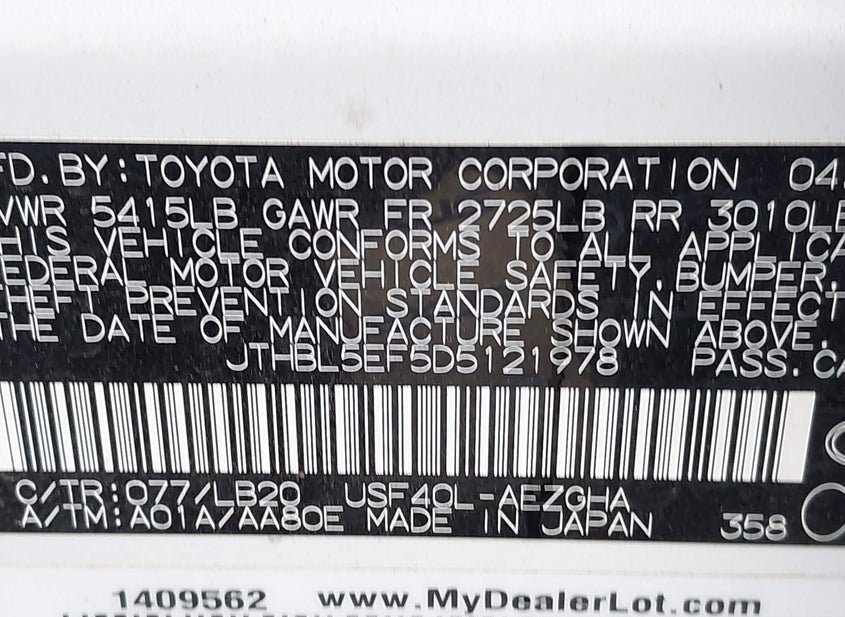 FD. BY: TOYOTA MOTOR CORPORATION 04
VWR 5415LB GAWR FR 2725LB RR 3010LB
HIS VEHICLE CONFORMS TO ALL APPLICA
EDERAL MOTOR VEHICLE SAFETY, BUMPER,
HEFT PREVENTION STANDARDS IN EFFECT
THE DATE OF MANUFACTURE SHOWN ABOVE.
JTHBL5EF5D5121978 PASS. CA
C/TR: 077/LB20 USF40L-AEZGHA
A/TM: A01A/AA80E MADE IN JAPAN 358
1409562 www.MyDealerLot.com